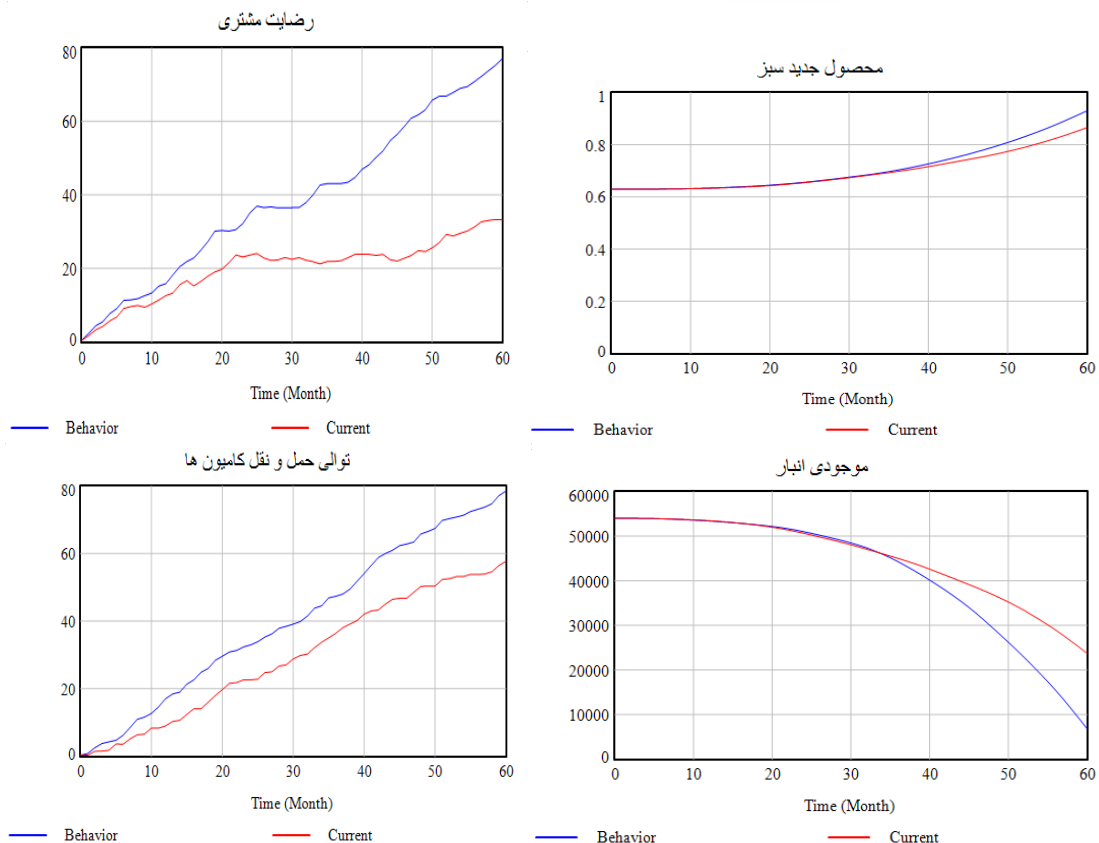 رضایت مشتری
80
60
40
20
0
0 10 20 30 40 50 60
Time (Month)
Behavior Current
محصول جدید سبز
1
0.8
0.6
0.4
0.2
0
0 10 20 30 40 50 60
Time (Month)
Behavior Current
توالی حمل و نقل کامیون ها
80
60
40
20
0
0 10 20 30 40 50 60
Time (Month)
Behavior Current
موجودی انبار
60000
50000
40000
30000
20000
10000
0
0 10 20 30 40 50 60
Time (Month)
Behavior Current